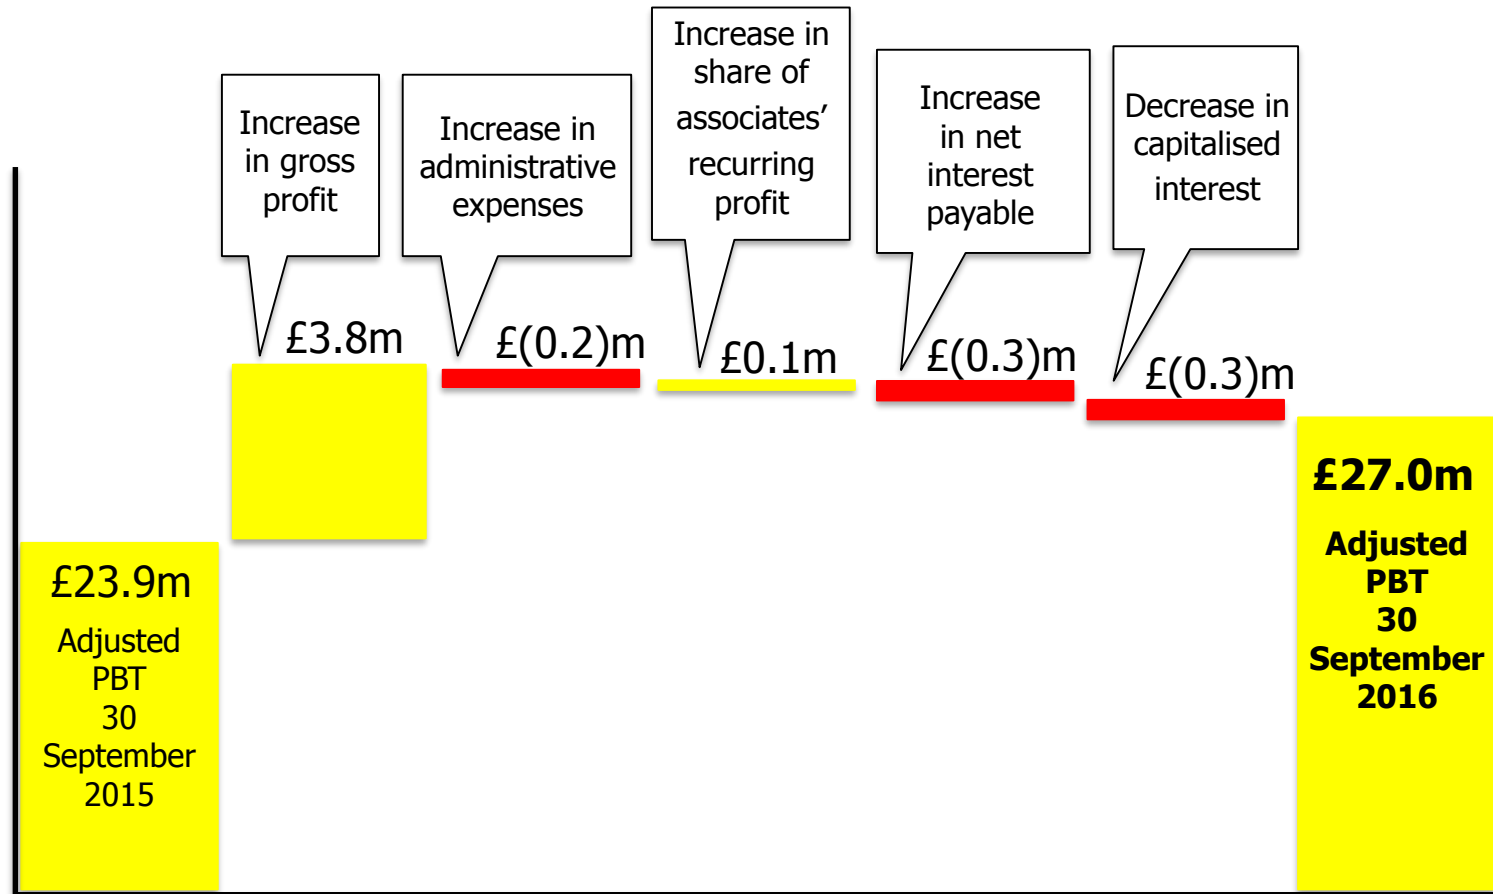 Increase
in gross
profit
Increase in
administrative
expenses
Increase in
share of
associates’
recurring
profit
Increase
in net
interest
payable
Decrease in
capitalised
interest
£3.8m
£(0.2)m
£0.1m
£(0.3)m
£(0.3)m
£23.9m
Adjusted
PBT
30
September
2015
£27.0m
Adjusted
PBT
30
September
2016